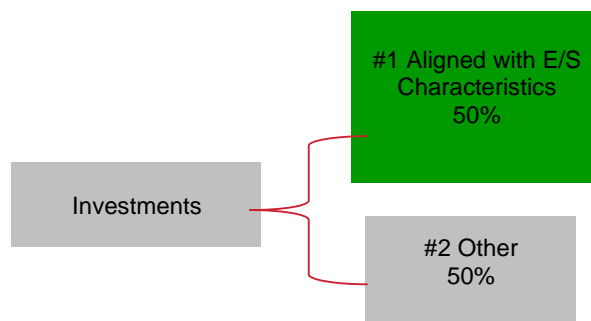 #1 Aligned with E/S
Characteristics
50%
Investments
#2 Other
50%